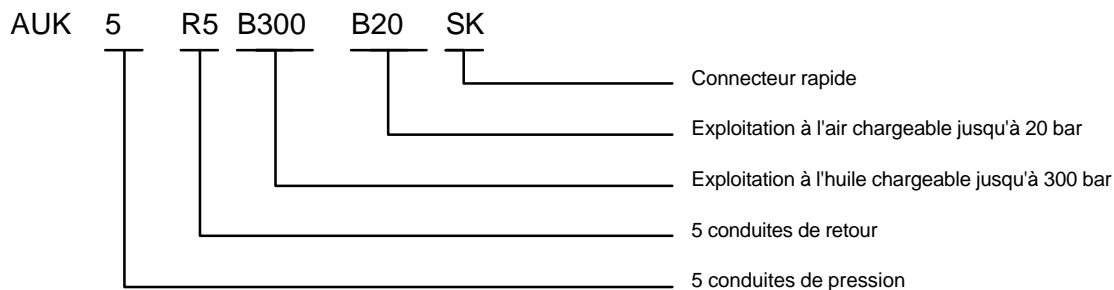 AUK 5 R5 B300 B20 SK
Connecteur rapide
Exploitation à l'air chargeable jusqu'à 20 bar
Exploitation à l'huile chargeable jusqu'à 300 bar
5 conduites de retour
5 conduites de pression